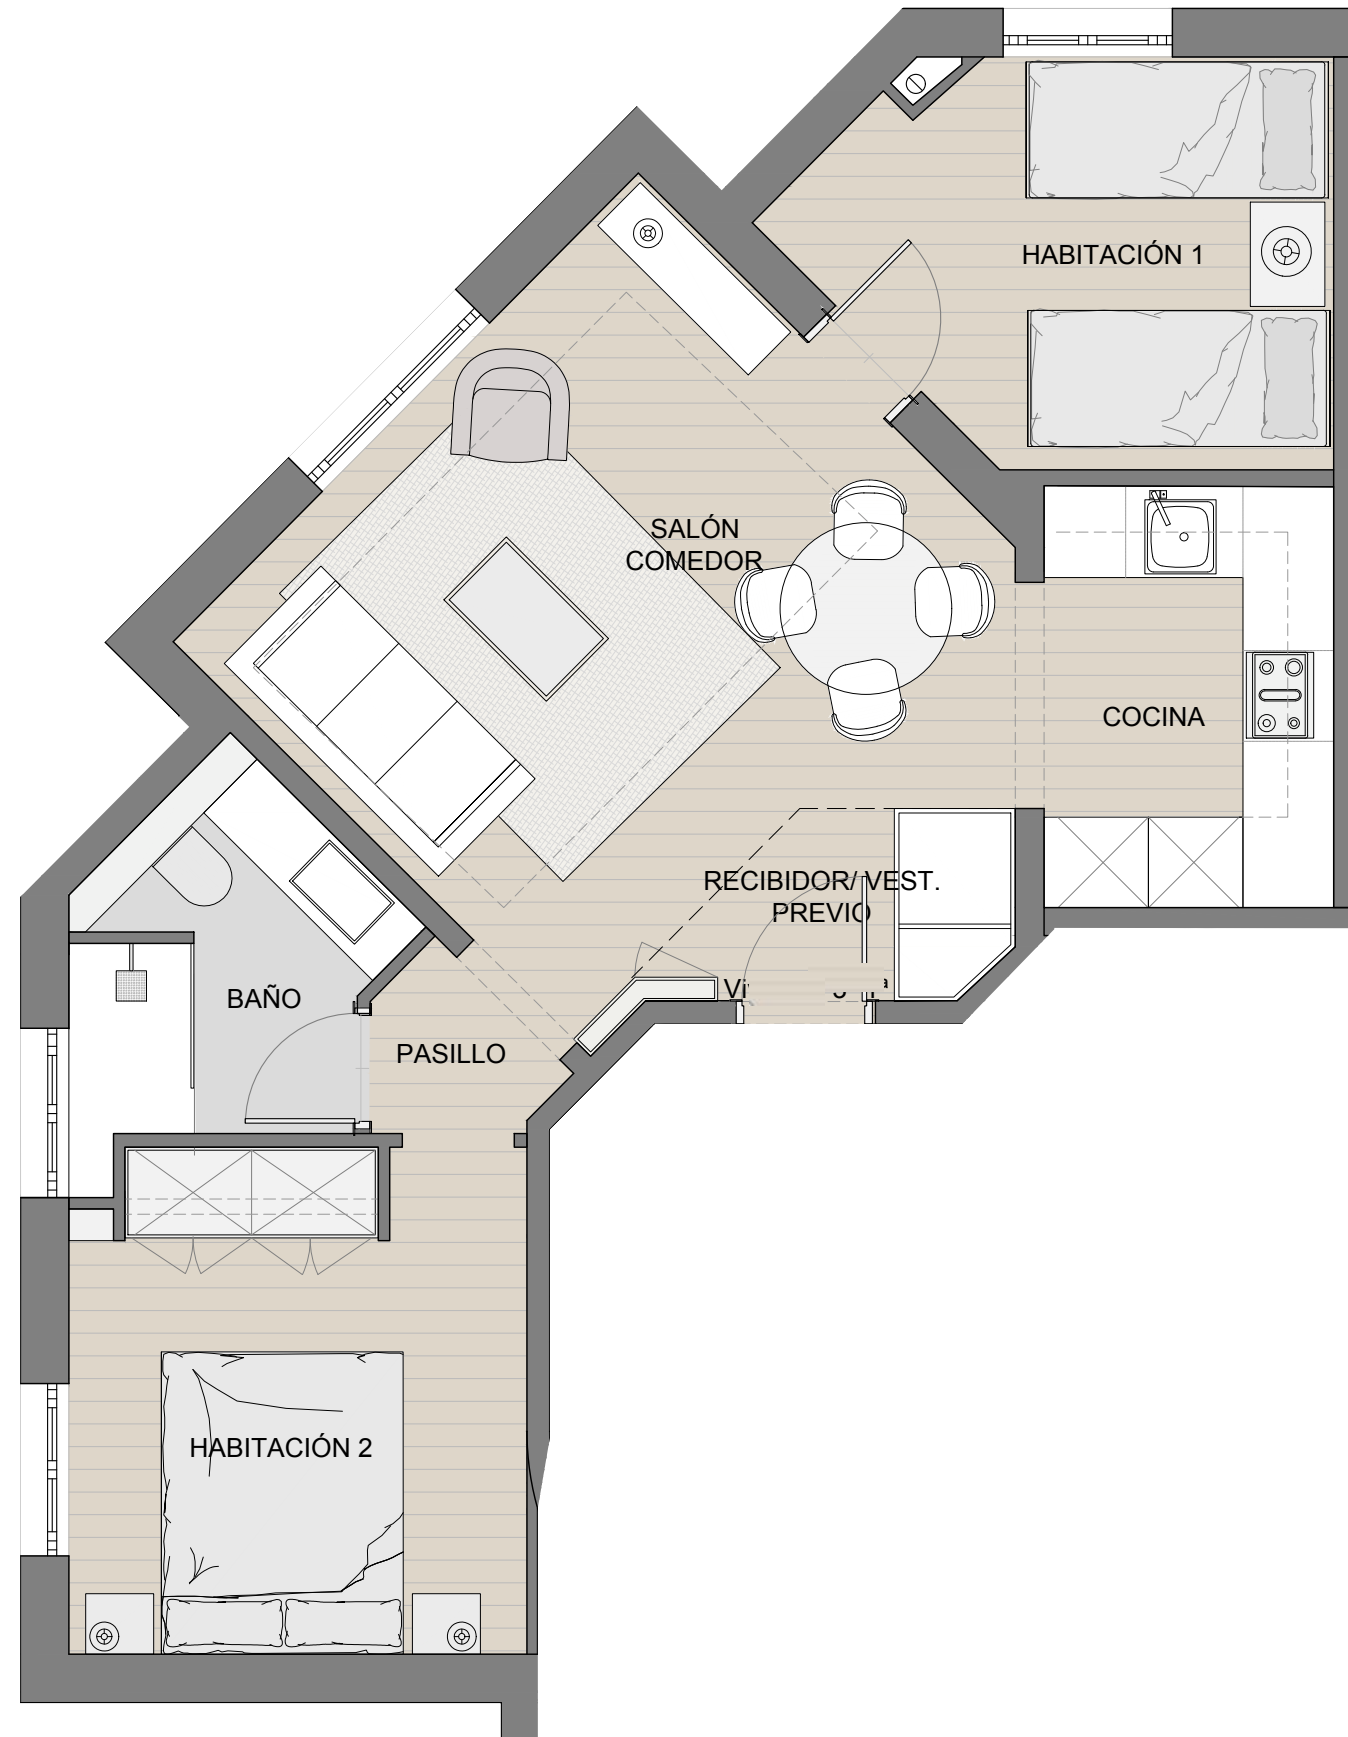 HABITACIÓN 1
SALÓN
COMEDOR
COCINA
RECIBIDOR/ VEST.
PREVIO
BAÑO
PASILLO
HABITACIÓN 2